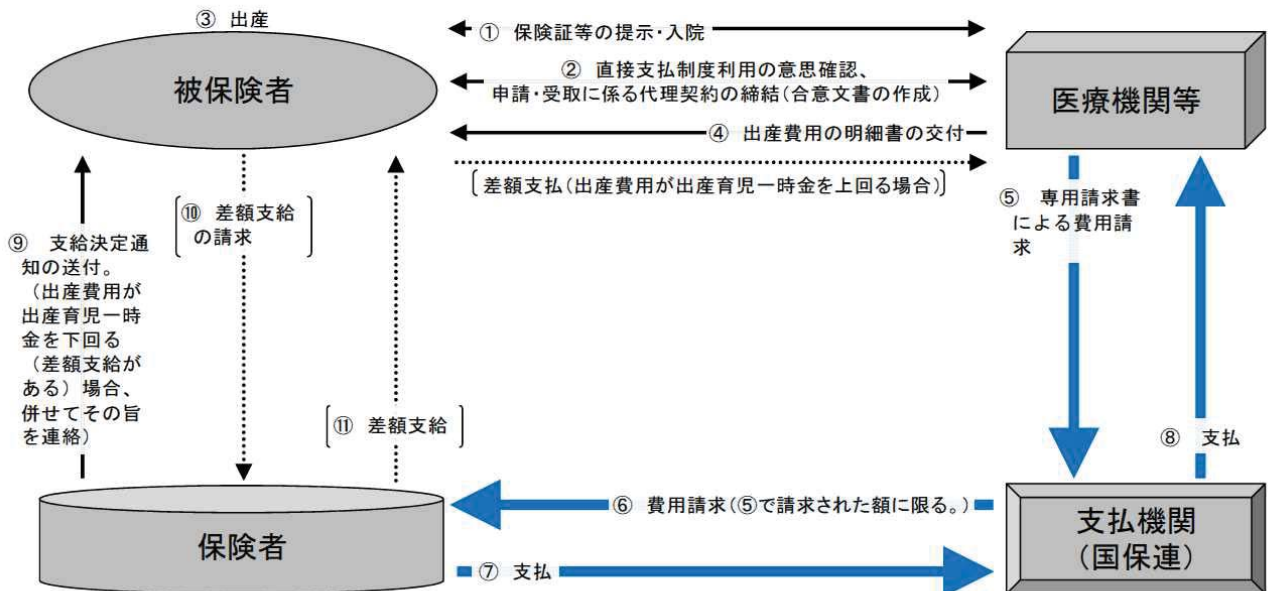 ③ 出産
① 保険証等の提示・入院
被保険者
② 直接支払制度利用の意思確認、
申請・受取に係る代理契約の締結(合意文書の作成)
医療機関等
④ 出産費用の明細書の交付
差額支払(出産費用が出産育児一時金を上回る場合)
⑤ 専用請求書
による費用請
求
⑩ 差額支給
の請求
⑨ 支給決定通
知の送付。
(出産費用が
出産育児一時
金を下回る
(差額支給が
ある)場合、
併せてその旨
を連絡)
⑪ 差額支給
⑧ 支払
⑥ 費用請求(⑤で請求された額に限る。)
保険者
支払機関
(国保連)
⑦ 支払